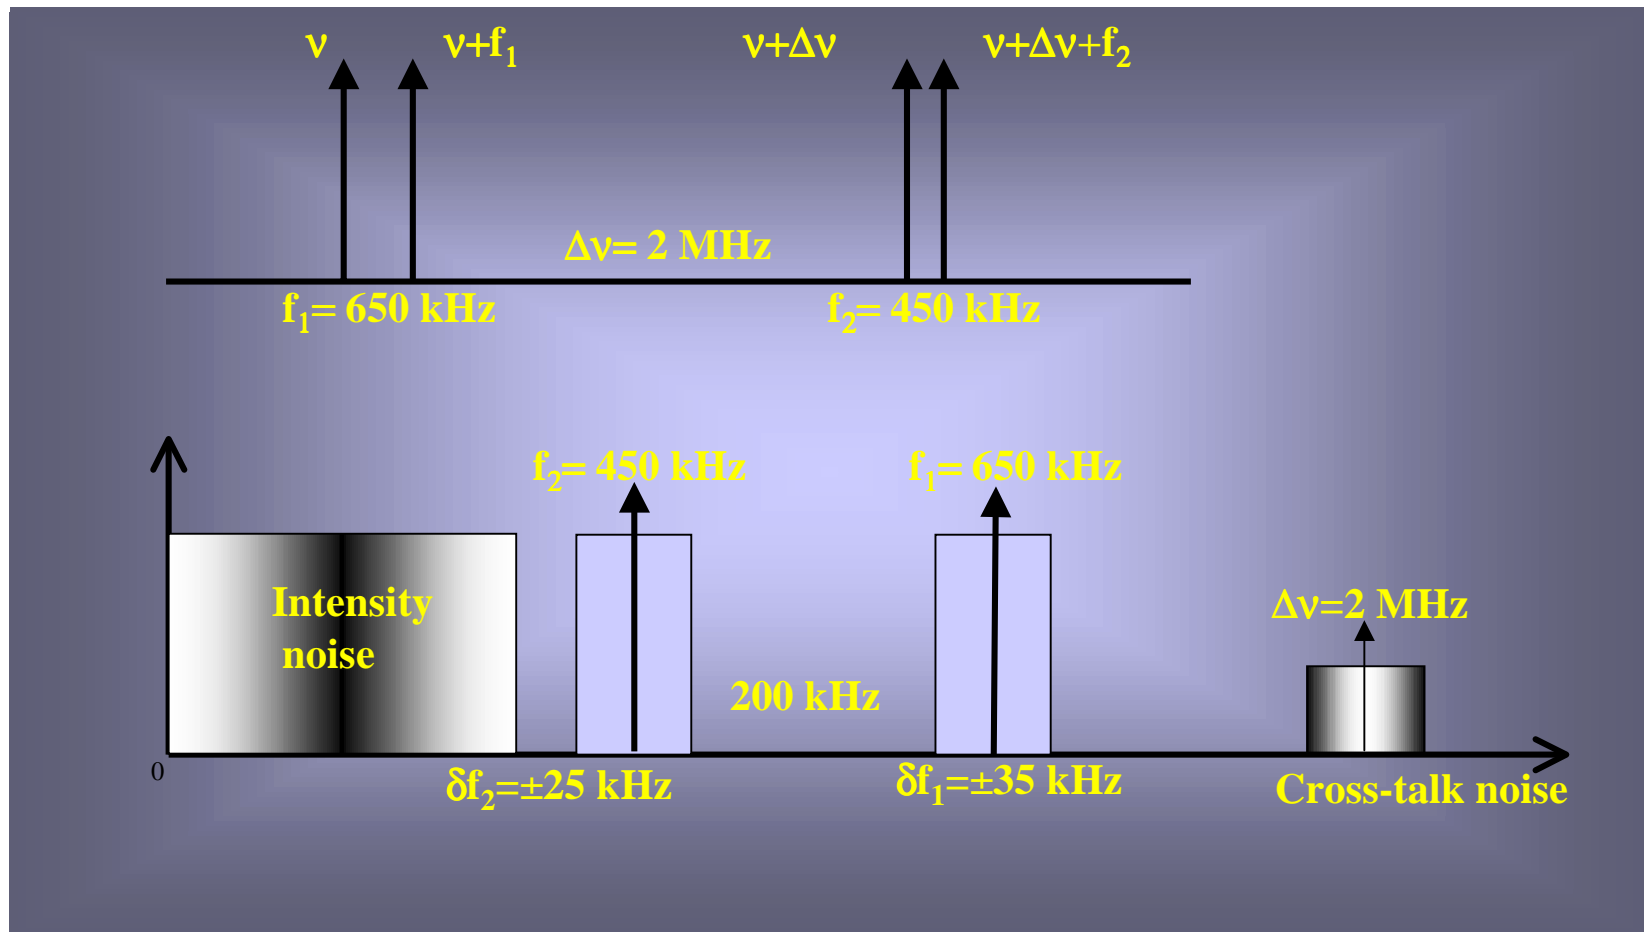 ν ν+f₁ ν+Δν ν+Δν+f₂
Δν= 2 MHz
f₁= 650 kHz f₂= 450 kHz
f₂= 450 kHz f₁= 650 kHz
Intensity
noise
Δν=2 MHz
200 kHz
0
δf₂=±25 kHz δf₁=±35 kHz Cross-talk noise